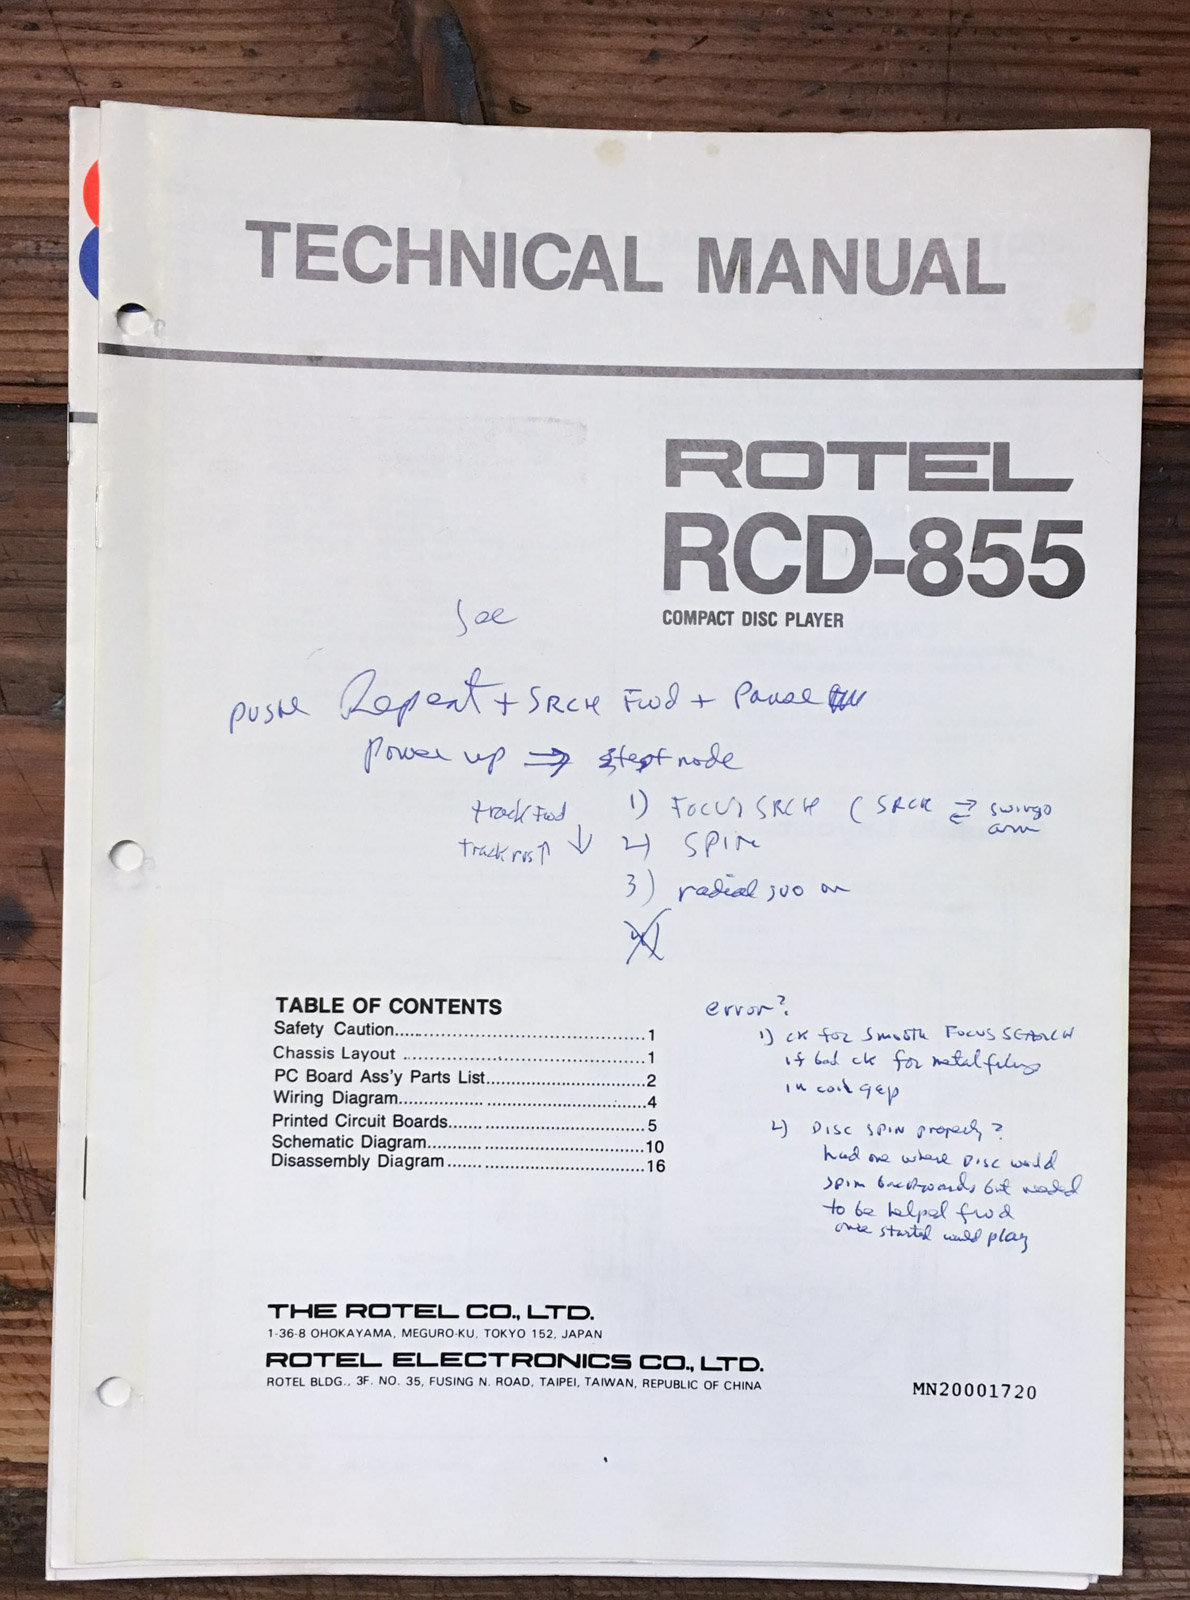 TECHNICAL MANUAL
ROTEL
RCD-855
COMPACT DISC PLAYER
Joe
push Repeat + SRCH Fwd + Pause
Power up ⇒ step mode
track Fwd ↓ 1) FOCUS SRCH (SRCH ⇄ swings arm
track rvs ↑ 2) SPIN
3) radial svo on
TABLE OF CONTENTS
Safety Caution..........1
Chassis Layout ..........1
PC Board Ass'y Parts List..........2
Wiring Diagram..........4
Printed Circuit Boards..........5
Schematic Diagram..........10
Disassembly Diagram..........16
error?
1) ck for smooth FOCUS SEARCH
if bad ck for metal filings
in coil gap
2) DISC SPIN properly?
had one where Disc would
spin backwards but needed
to be helped fwd
once started would play
THE ROTEL CO., LTD.
1-36-8 OHOKAYAMA, MEGURO-KU, TOKYO 152, JAPAN
ROTEL ELECTRONICS CO., LTD.
ROTEL BLDG., 3F. NO. 35, FUSING N. ROAD, TAIPEI, TAIWAN, REPUBLIC OF CHINA
MN20001720